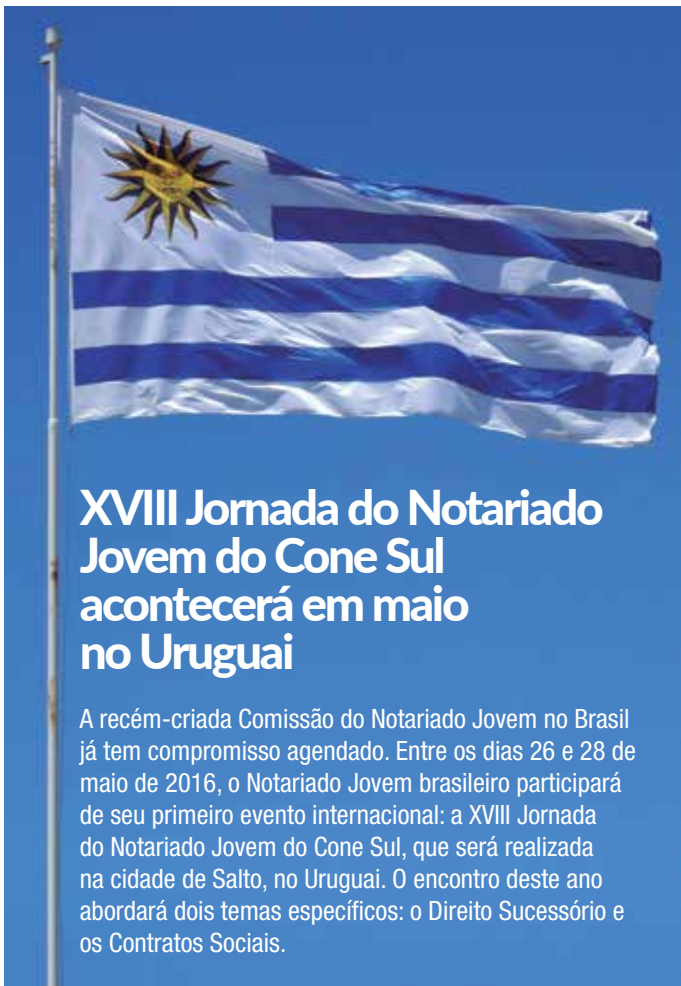 XVIII Jornada do Notariado
Jovem do Cone Sul
acontecerá em maio
no Uruguai
A recém-criada Comissão do Notariado Jovem no Brasil
já tem compromisso agendado. Entre os dias 26 e 28 de
maio de 2016, o Notariado Jovem brasileiro participará
de seu primeiro evento internacional: a XVIII Jornada
do Notariado Jovem do Cone Sul, que será realizada
na cidade de Salto, no Uruguai. O encontro deste ano
abordará dois temas específicos: o Direito Sucessório e
os Contratos Sociais.